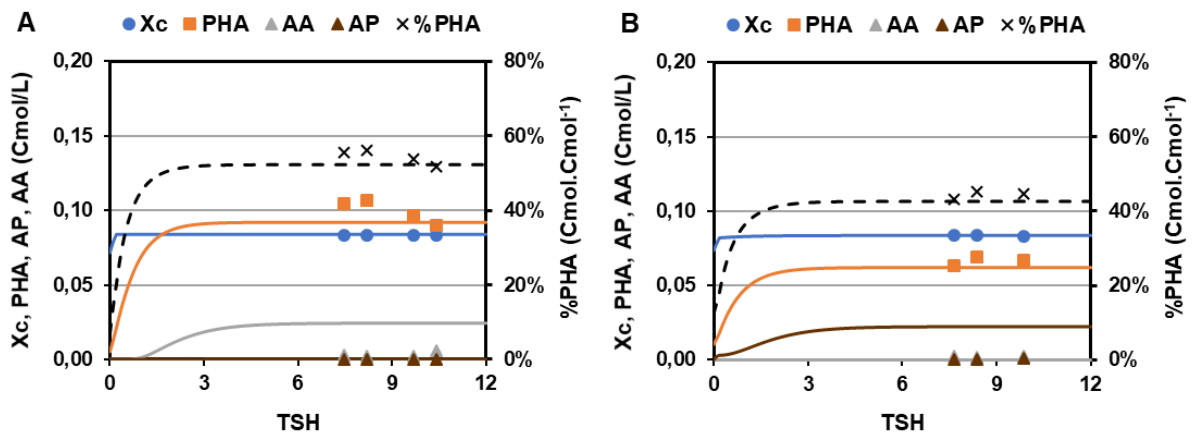 A
Xc PHA AA AP %PHA
Xc, PHA, AP, AA (Cmol/L)
0,20
0,15
0,10
0,05
0,00
80%
60%
40%
20%
0%
%PHA (Cmol.Cmol⁻¹)
0 3 6 9 12
TSH
B
Xc PHA AA AP %PHA
Xc, PHA, AP, AA (Cmol/L)
0,20
0,15
0,10
0,05
0,00
80%
60%
40%
20%
0%
%PHA (Cmol.Cmol⁻¹)
0 3 6 9 12
TSH